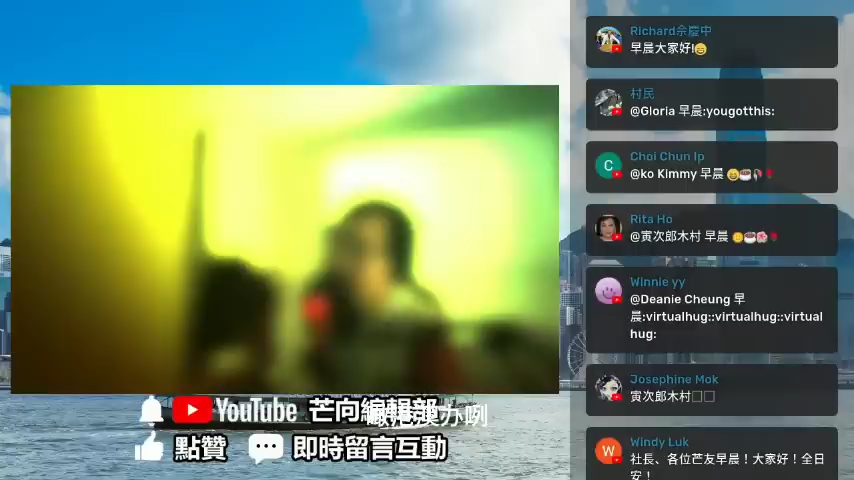 Richard佘慶中
早晨大家好!😄
村民
@Gloria 早晨:yougotthis:
Choi Chun Ip
@ko Kimmy 早晨
Rita Ho
@寅次郎木村 早晨
Winnie yy
@Deanie Cheung 早
晨:virtualhug::virtualhug::virtual
hug:
Josephine Mok
寅次郎木村
Windy Luk
社長、各位芒友早晨！大家好！全日
安！
YouTube 芒向編輯部
點贊 即時留言互動